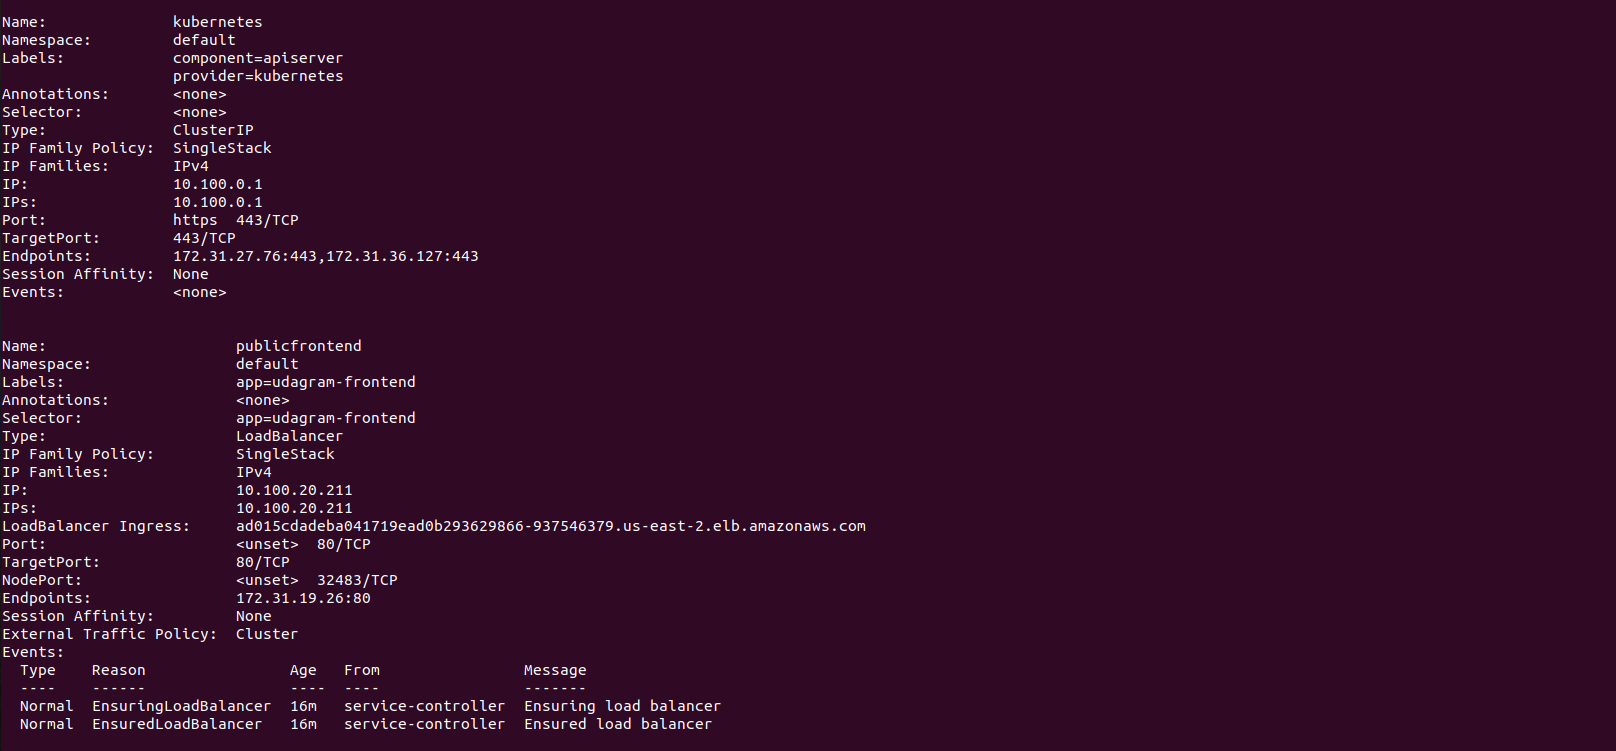 Name:              kubernetes
Namespace:         default
Labels:            component=apiserver
                   provider=kubernetes
Annotations:       <none>
Selector:          <none>
Type:              ClusterIP
IP Family Policy:  SingleStack
IP Families:       IPv4
IP:                10.100.0.1
IPs:               10.100.0.1
Port:              https  443/TCP
TargetPort:        443/TCP
Endpoints:         172.31.27.76:443,172.31.36.127:443
Session Affinity:  None
Events:            <none>
Name:                     publicfrontend
Namespace:                default
Labels:                   app=udagram-frontend
Annotations:              <none>
Selector:                 app=udagram-frontend
Type:                     LoadBalancer
IP Family Policy:         SingleStack
IP Families:              IPv4
IP:                       10.100.20.211
IPs:                      10.100.20.211
LoadBalancer Ingress:     ad015cdadeba041719ead0b293629866-937546379.us-east-2.elb.amazonaws.com
Port:                     <unset>  80/TCP
TargetPort:               80/TCP
NodePort:                 <unset>  32483/TCP
Endpoints:                172.31.19.26:80
Session Affinity:         None
External Traffic Policy:  Cluster
Events:
  Type    Reason                Age   From                Message
  ----    ------                ----  ----                -------
  Normal  EnsuringLoadBalancer  16m   service-controller  Ensuring load balancer
  Normal  EnsuredLoadBalancer   16m   service-controller  Ensured load balancer